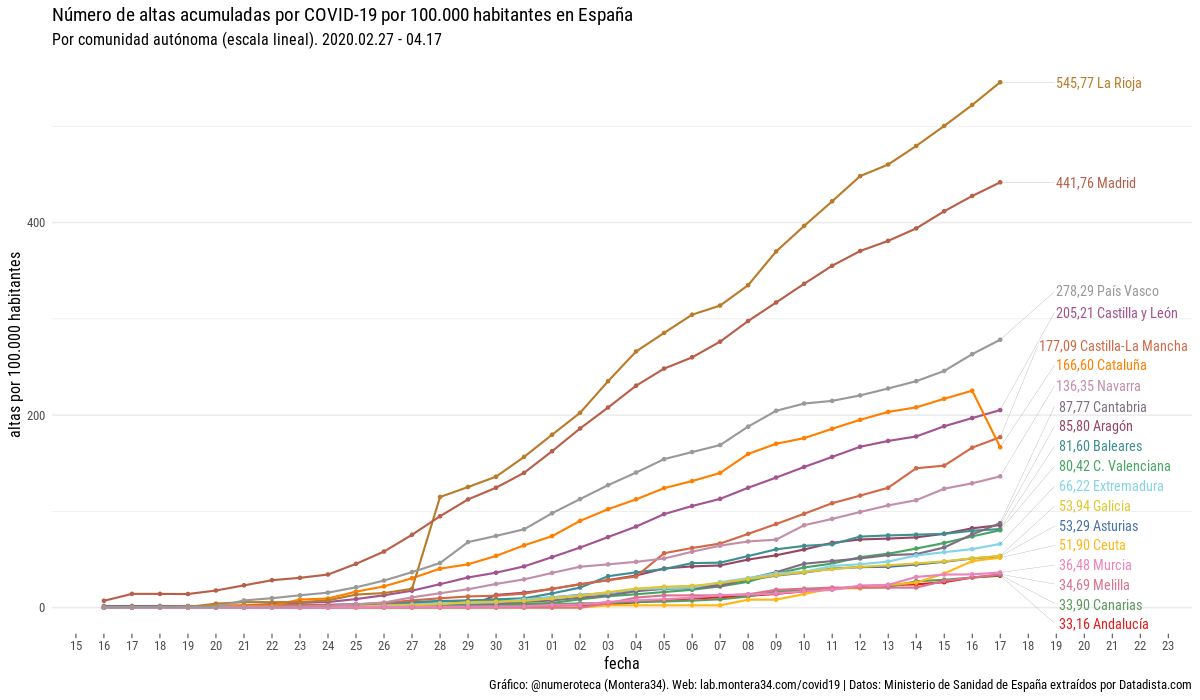 Número de altas acumuladas por COVID-19 por 100.000 habitantes en España
Por comunidad autónoma (escala lineal). 2020.02.27 - 04.17
altas por 100.000 habitantes
400
200
0
545,77 La Rioja
441,76 Madrid
278,29 País Vasco
205,21 Castilla y León
177,09 Castilla-La Mancha
166,60 Cataluña
136,35 Navarra
87,77 Cantabria
85,80 Aragón
81,60 Baleares
80,42 C. Valenciana
66,22 Extremadura
53,94 Galicia
53,29 Asturias
51,90 Ceuta
36,48 Murcia
34,69 Melilla
33,90 Canarias
33,16 Andalucía
15 16 17 18 19 20 21 22 23 24 25 26 27 28 29 30 31 01 02 03 04 05 06 07 08 09 10 11 12 13 14 15 16 17 18 19 20 21 22 23
fecha
Gráfico: @numeroteca (Montera34). Web: lab.montera34.com/covid19 | Datos: Ministerio de Sanidad de España extraídos por Datadista.com